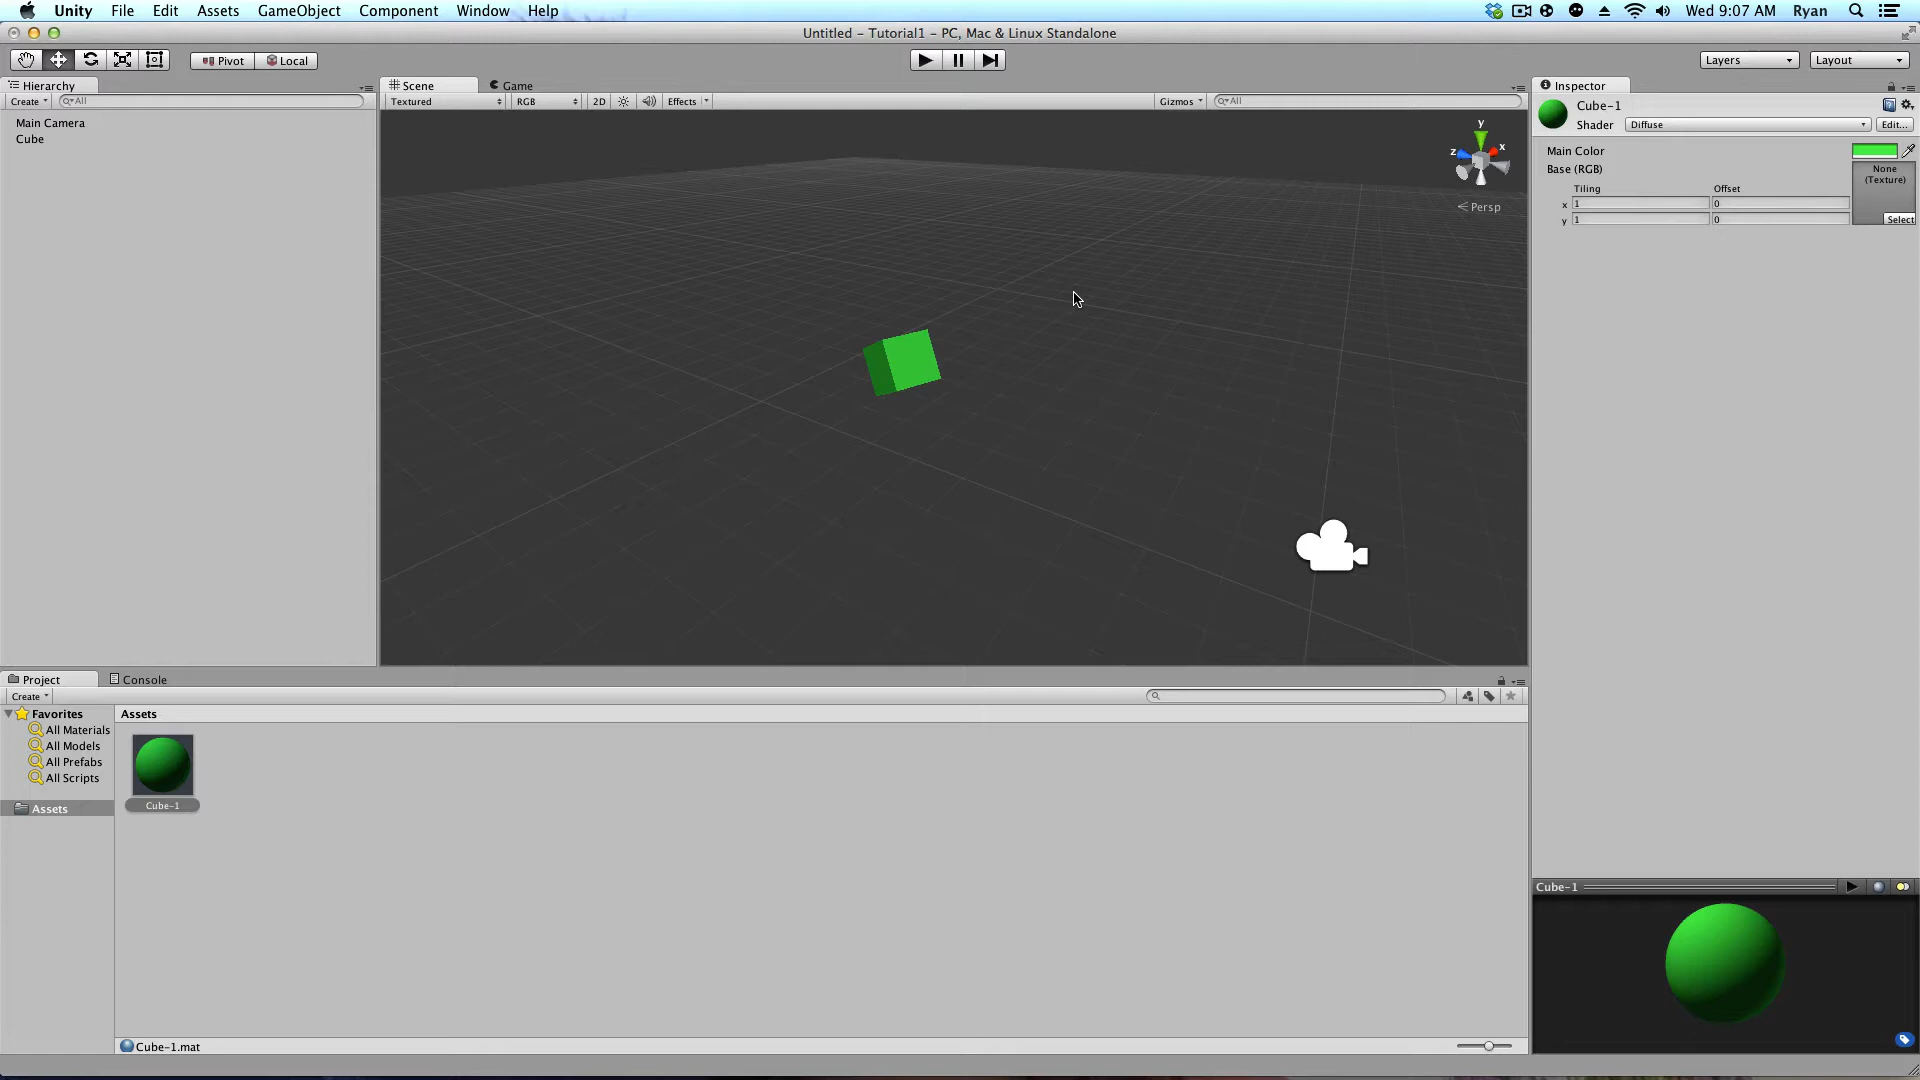 Unity File Edit Assets GameObject Component Window Help Wed 9:07 AM Ryan
Untitled – Tutorial1 – PC, Mac & Linux Standalone
Pivot Local Layers Layout
Hierarchy
Create All
Main Camera
Cube
Scene Game
Textured RGB 2D Effects Gizmos All
y
z x
Persp
Inspector
Cube-1
Shader Diffuse Edit...
Main Color
Base (RGB)
None
(Texture)
Tiling Offset
x 1 0
y 1 0
Select
Project Console
Create
Favorites
All Materials
All Models
All Prefabs
All Scripts
Assets
Assets
Cube-1
Cube-1.mat
Cube-1